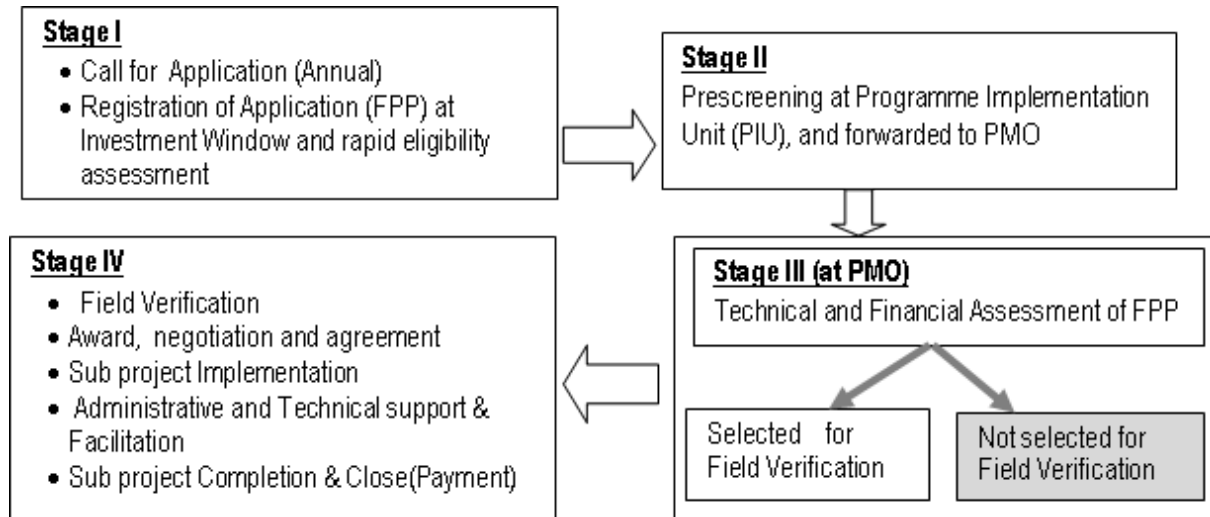 Stage I
• Call for Application (Annual)
• Registration of Application (FPP) at
Investment Window and rapid eligibility
assessment
Stage II
Prescreening at Programme Implementation
Unit (PIU), and forwarded to PMO
Stage III (at PMO)
Technical and Financial Assessment of FPP
Selected for
Field Verification
Not selected for
Field Verification
Stage IV
• Field Verification
• Award, negotiation and agreement
• Sub project Implementation
• Administrative and Technical support &
Facilitation
• Sub project Completion & Close(Payment)